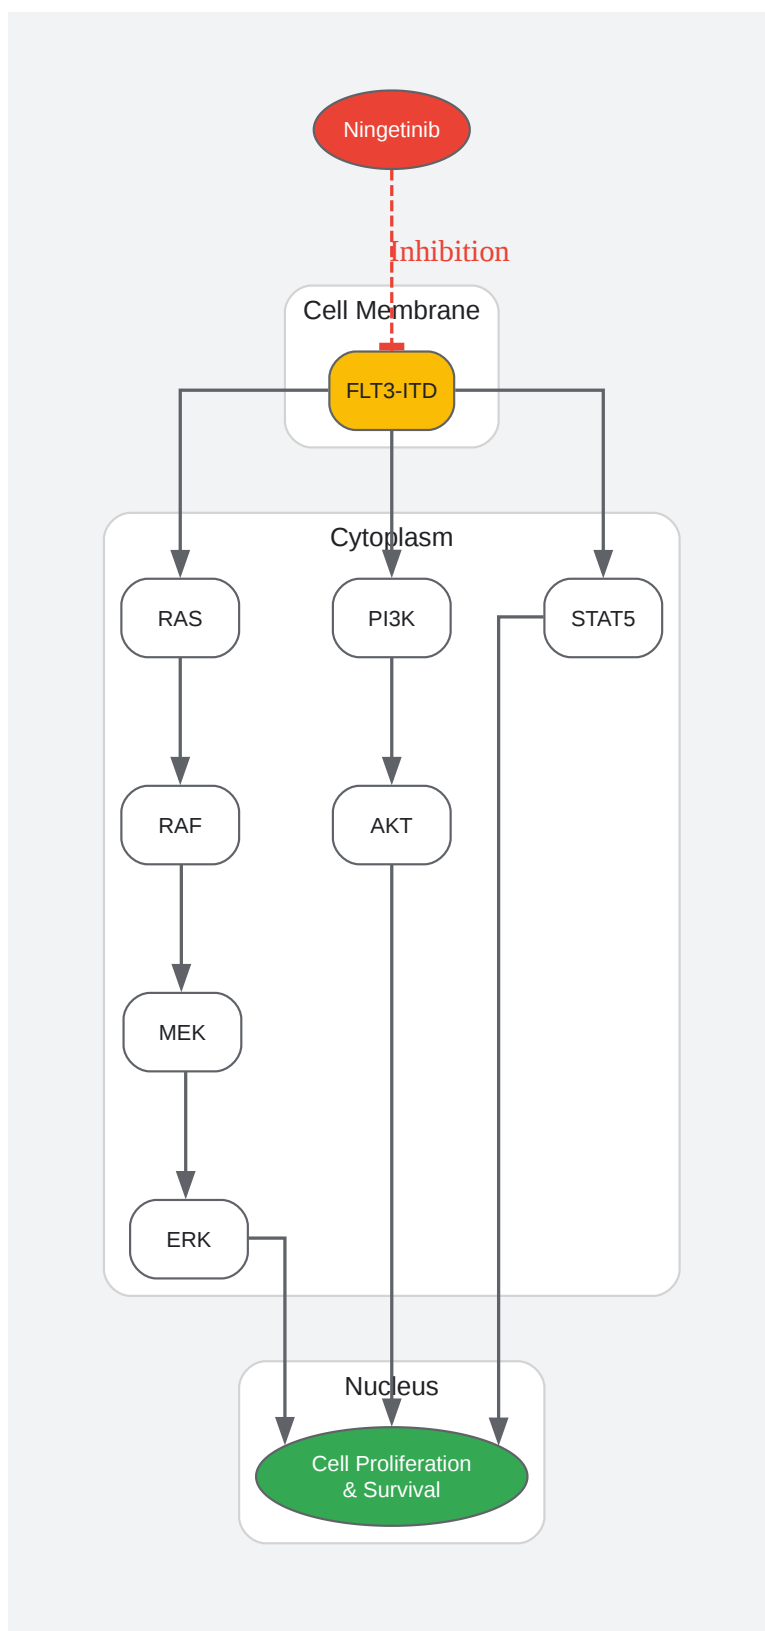 Ningetinib
Inhibition
Cell Membrane
FLT3-ITD
Cytoplasm
RAS
PI3K
STAT5
RAF
AKT
MEK
ERK
Nucleus
Cell Proliferation
& Survival